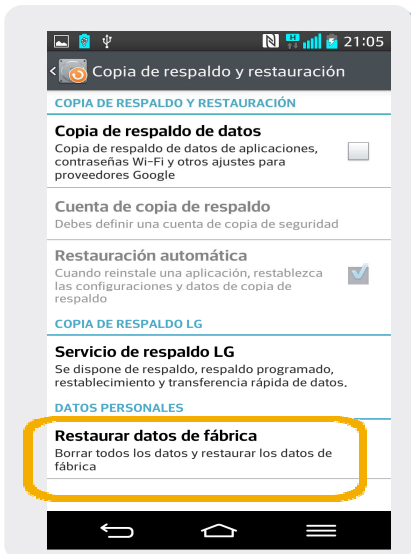 21:05
Copia de respaldo y restauración
COPIA DE RESPALDO Y RESTAURACIÓN
Copia de respaldo de datos
Copia de respaldo de datos de aplicaciones,
contraseñas Wi-Fi y otros ajustes para
proveedores Google
Cuenta de copia de respaldo
Debes definir una cuenta de copia de seguridad
Restauración automática
Cuando reinstale una aplicación, restablezca
las configuraciones y datos de copia de
respaldo
COPIA DE RESPALDO LG
Servicio de respaldo LG
Se dispone de respaldo, respaldo programado,
restablecimiento y transferencia rápida de datos.
DATOS PERSONALES
Restaurar datos de fábrica
Borrar todos los datos y restaurar los datos de
fábrica